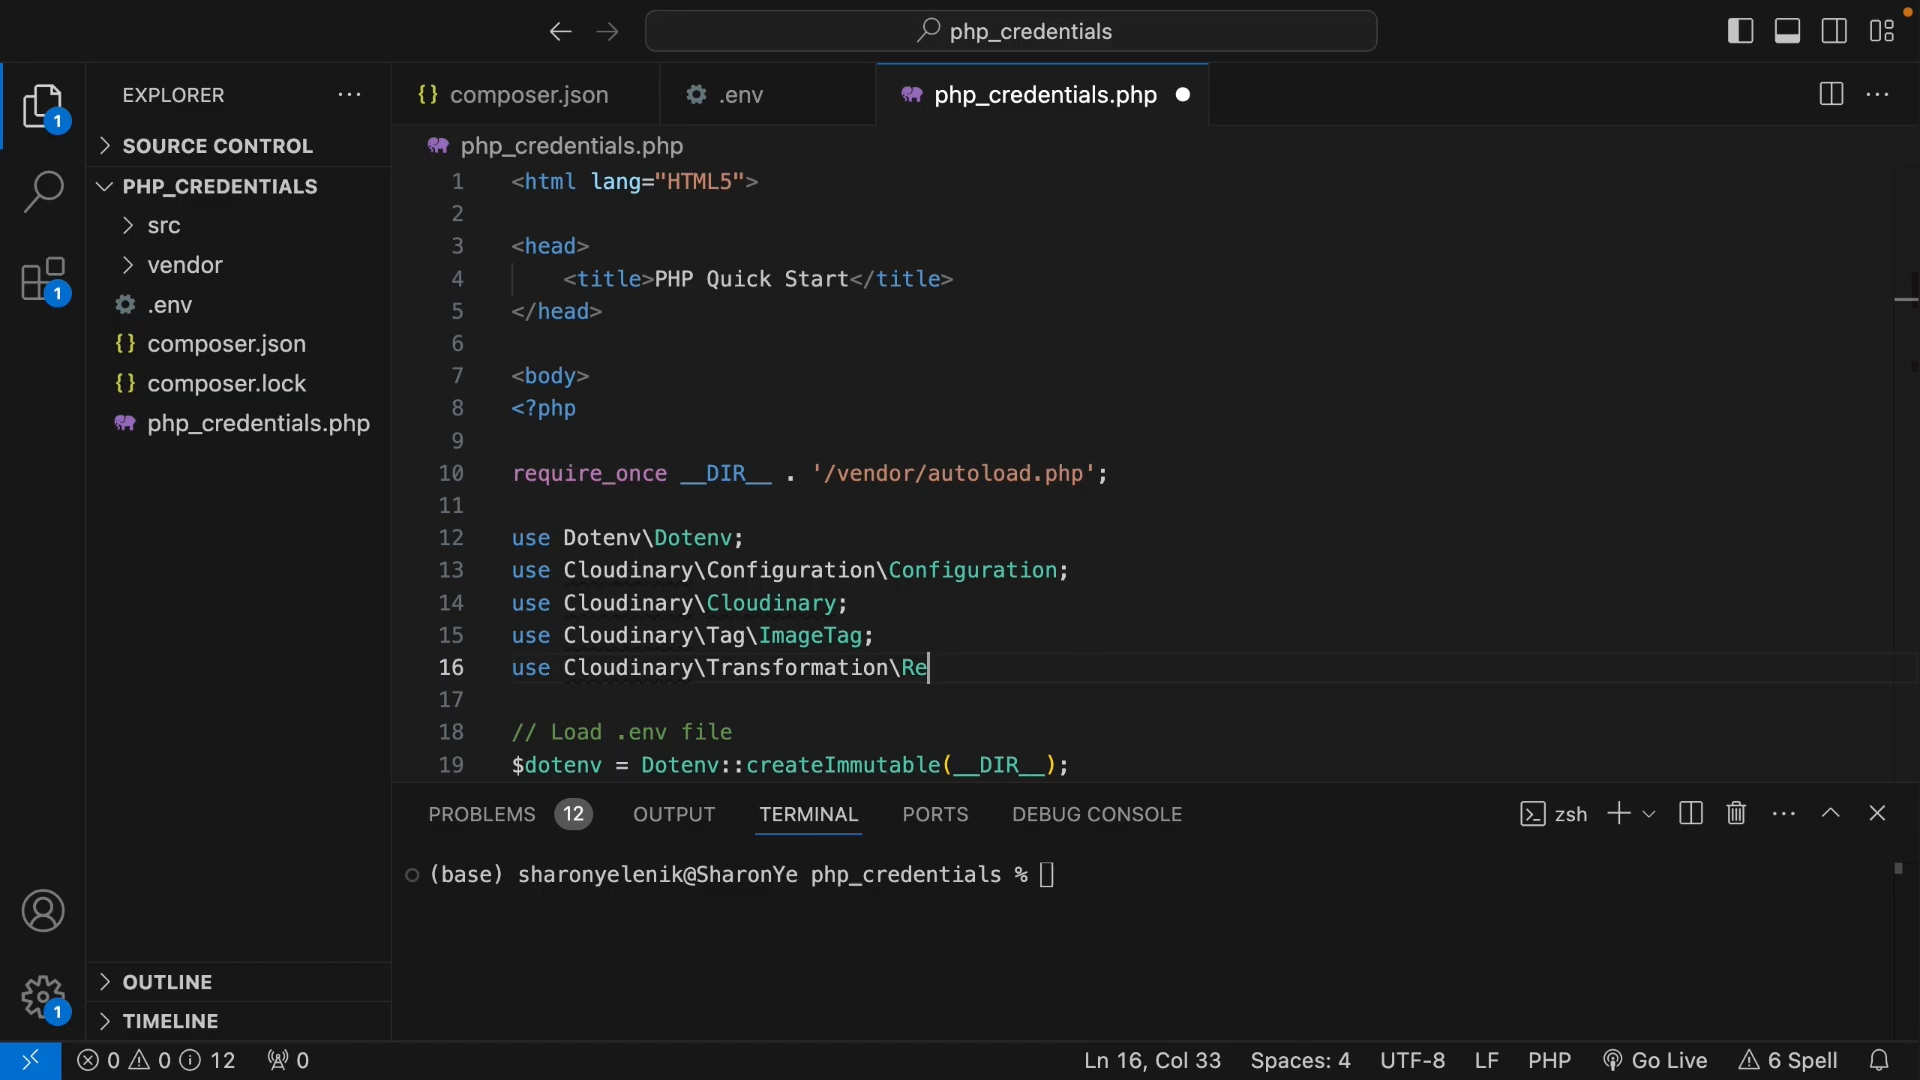 php_credentials
EXPLORER
SOURCE CONTROL
PHP_CREDENTIALS
src
vendor
.env
composer.json
composer.lock
php_credentials.php
OUTLINE
TIMELINE
1
1
1
{} composer.json
.env
php_credentials.php
php_credentials.php
1 <html lang="HTML5">
2
3 <head>
4 <title>PHP Quick Start</title>
5 </head>
6
7 <body>
8 <?php
9
10 require_once __DIR__ . '/vendor/autoload.php';
11
12 use Dotenv\Dotenv;
13 use Cloudinary\Configuration\Configuration;
14 use Cloudinary\Cloudinary;
15 use Cloudinary\Tag\ImageTag;
16 use Cloudinary\Transformation\Re
17
18 // Load .env file
19 $dotenv = Dotenv::createImmutable(__DIR__);
PROBLEMS 12 OUTPUT TERMINAL PORTS DEBUG CONSOLE zsh
(base) sharonyelenik@SharonYe php_credentials %
0 0 12 0 Ln 16, Col 33 Spaces: 4 UTF-8 LF PHP Go Live 6 Spell